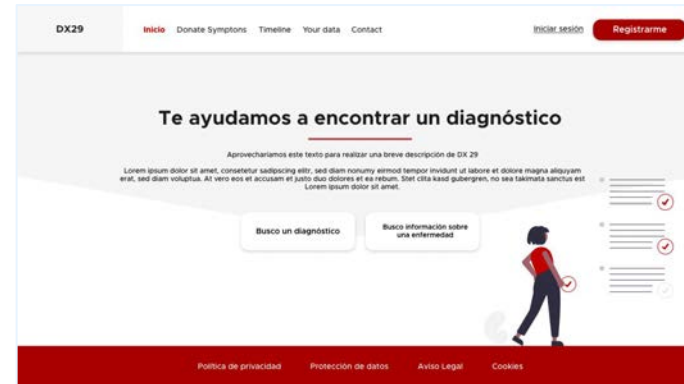 DX29
Inicio
Donate Symptons
Timeline
Your data
Contact
Iniciar sesión
Registrarme
Te ayudamos a encontrar un diagnóstico
Aprovecharíamos este texto para realizar una breve descripción de DX 29
Lorem ipsum dolor sit amet, consetetur sadipscing elitr, sed diam nonumy eirmod tempor invidunt ut labore et dolore magna aliquyam
erat, sed diam voluptua. At vero eos et accusam et justo duo dolores et ea rebum. Stet clita kasd gubergren, no sea takimata sanctus est
Lorem ipsum dolor sit amet.
Busco un diagnóstico
Busco información sobre
una enfermedad
Política de privacidad
Protección de datos
Aviso Legal
Cookies